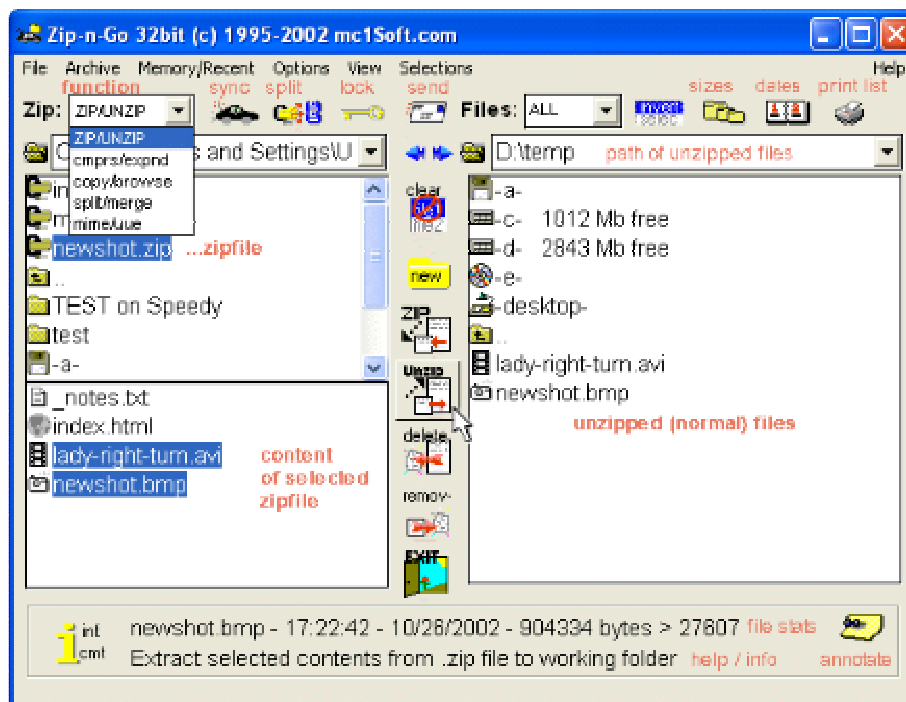 Zip-n-Go 32bit (c) 1995-2002 mc1Soft.com
File Archive Memory/Recent Options View Selections Help
function sync split lock send sizes dates print list
Zip: ZIP/UNZIP Files: ALL
ZIP/UNZIP
cmprs/expnd
copy/browse
split/merge
mime/uue
s and Settings\U
D:\temp path of unzipped files
newshot.zip ...zipfile
..
TEST on Speedy
test
-a-
_notes.txt
index.html
lady-right-turn.avi
newshot.bmp
content
of selected
zipfile
clear
new
ZIP
Unzip
delete
remov-
EXIT
-a-
-c- 1012 Mb free
-d- 2843 Mb free
-e-
-desktop-
..
lady-right-turn.avi
newshot.bmp
unzipped (normal) files
inf newshot.bmp - 17:22:42 - 10/26/2002 - 904334 bytes > 27607 file stats
cmt Extract selected contents from .zip file to working folder help / info annotate